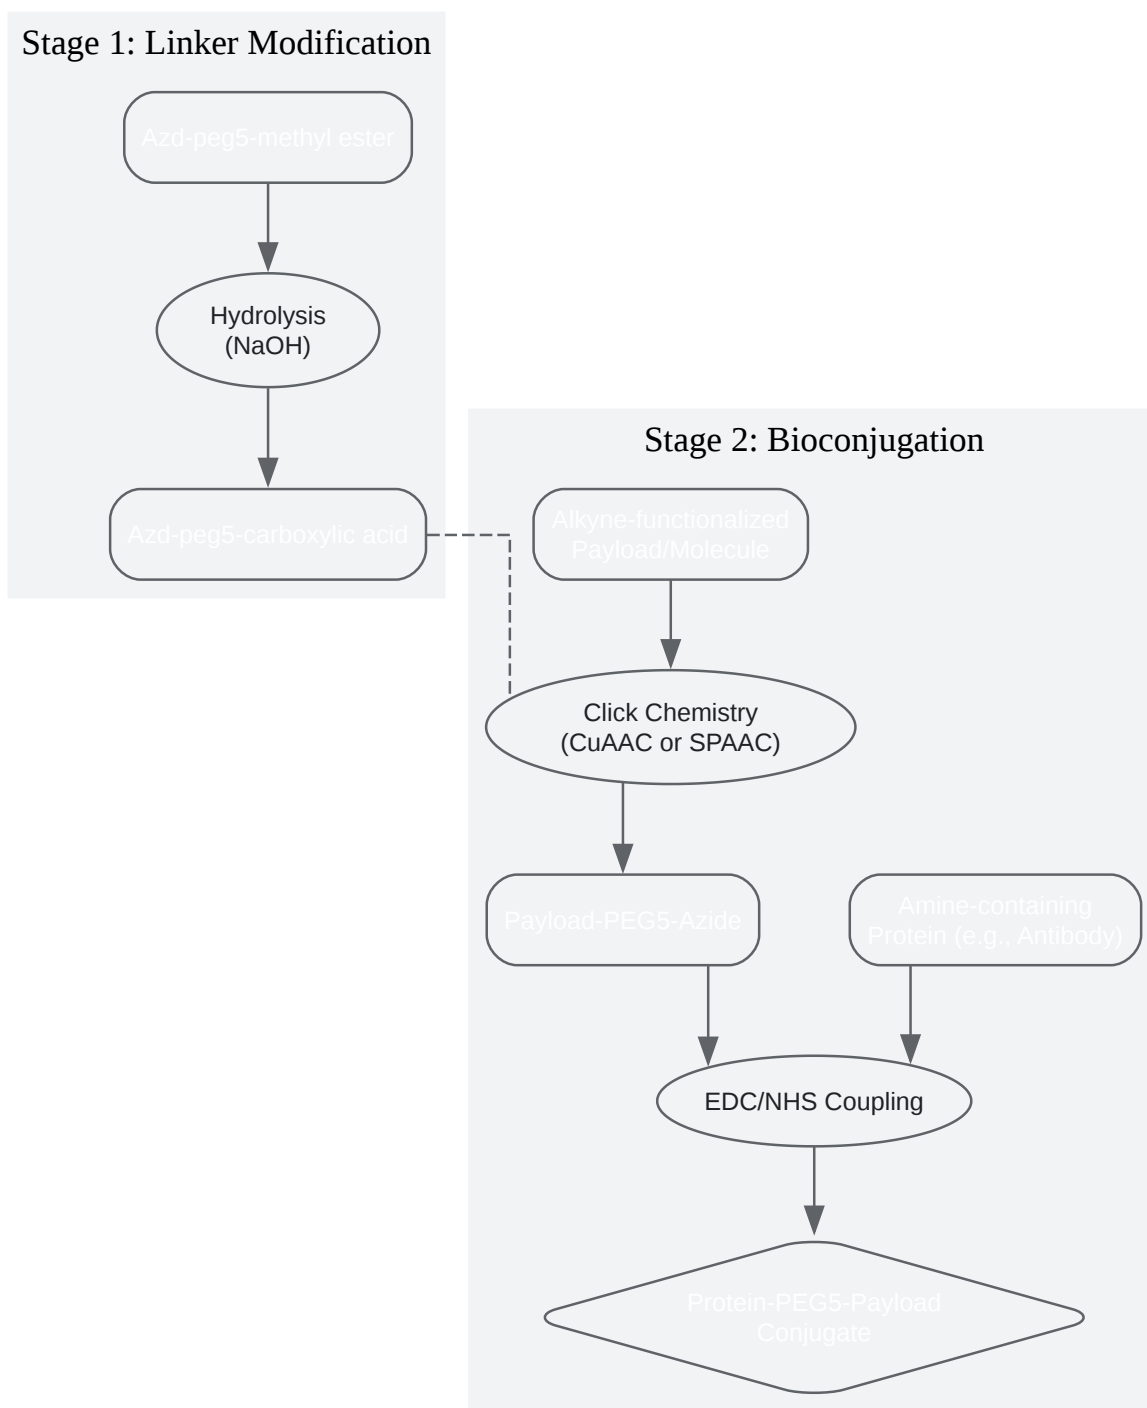 Stage 1: Linker Modification
Azd-peg5-methyl ester
Hydrolysis
(NaOH)
Azd-peg5-carboxylic acid
Stage 2: Bioconjugation
Alkyne-functionalized
Payload/Molecule
Click Chemistry
(CuAAC or SPAAC)
Payload-PEG5-Azide
Amine-containing
Protein (e.g., Antibody)
EDC/NHS Coupling
Protein-PEG5-Payload
Conjugate